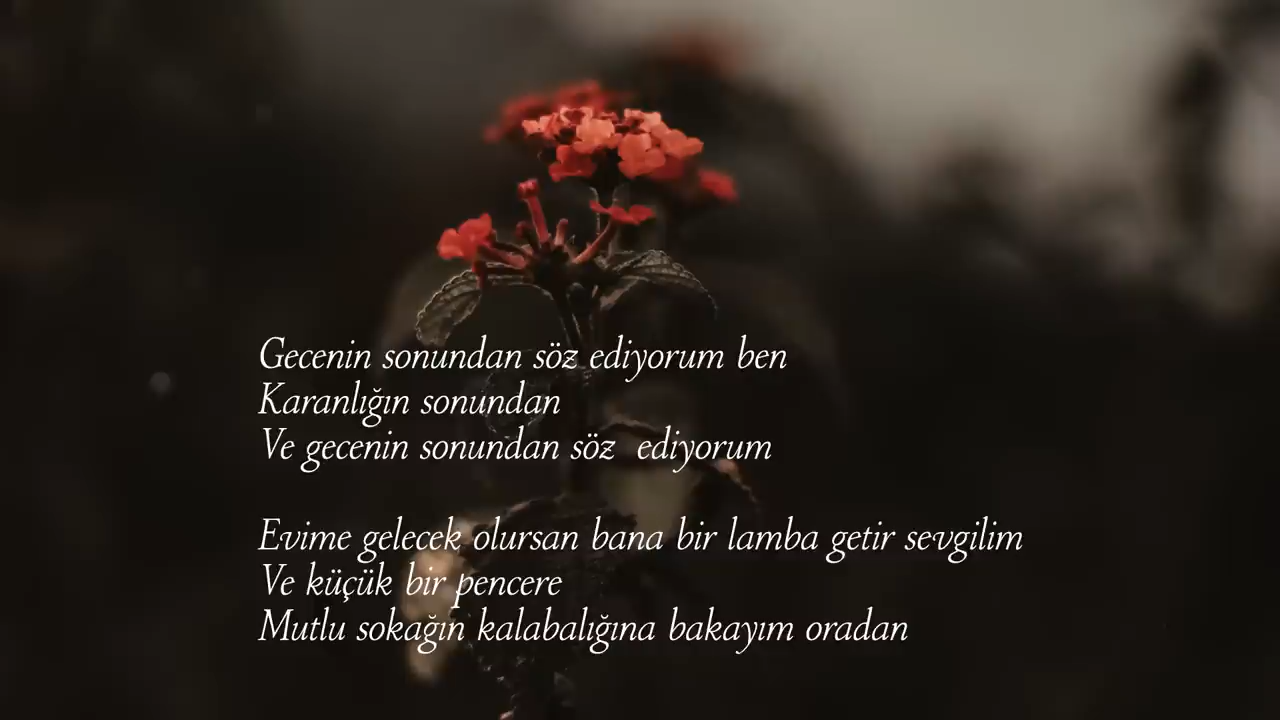 Gecenin sonundan söz ediyorum ben
Karanlığın sonundan
Ve gecenin sonundan söz ediyorum
Evime gelecek olursan bana bir lamba getir sevgilim
Ve küçük bir pencere
Mutlu sokağın kalabalığına bakayım oradan